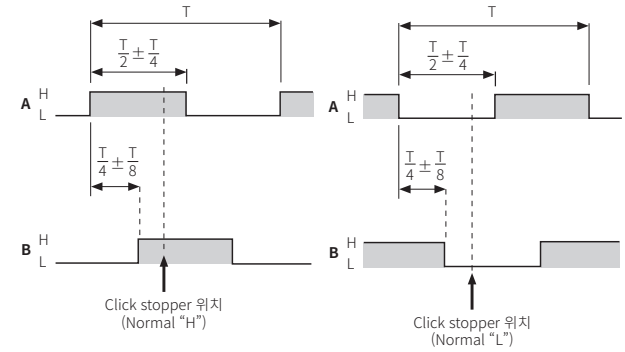 T
T/2 ± T/4
A H
L
T/4 ± T/8
B H
L
Click stopper 위치
(Normal “H”)
T
T/2 ± T/4
A H
L
T/4 ± T/8
B H
L
Click stopper 위치
(Normal “L”)